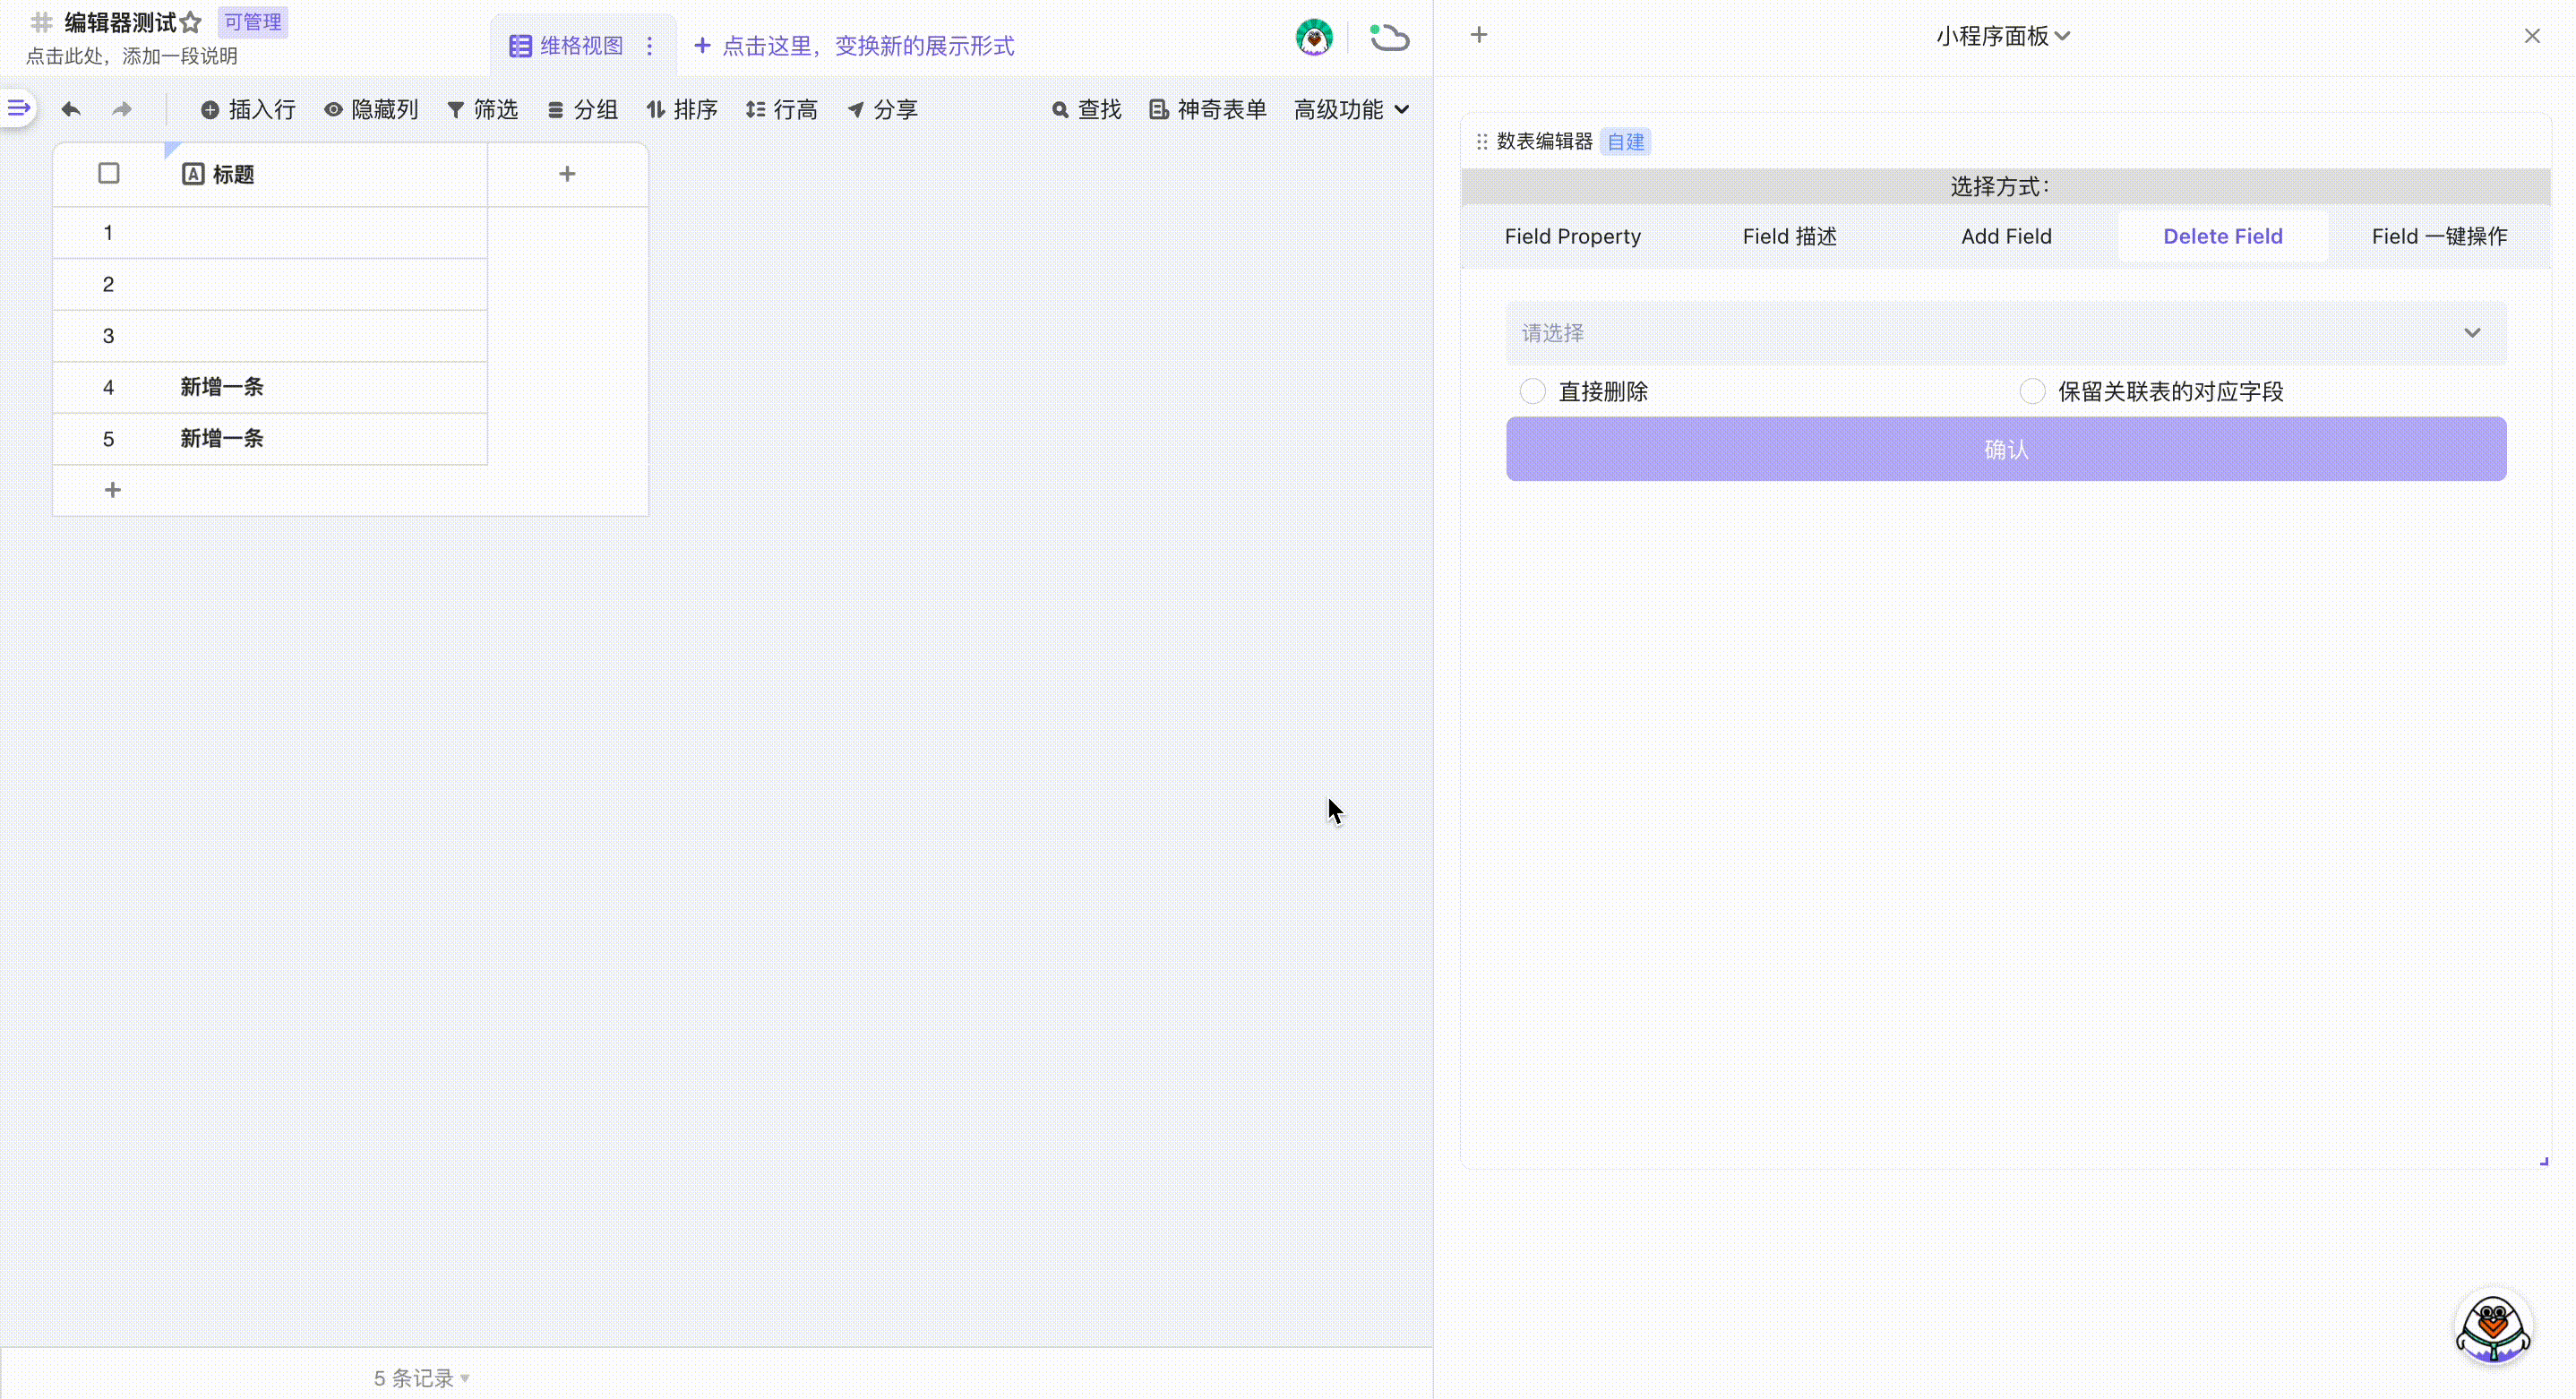 编辑器测试 可管理
点击此处，添加一段说明
维格视图
点击这里，变换新的展示形式
插入行 隐藏列 筛选 分组 排序 行高 分享 查找 神奇表单 高级功能
标题
1
2
3
4 新增一条
5 新增一条
5 条记录
小程序面板
数表编辑器 自建
选择方式：
Field Property Field 描述 Add Field Delete Field Field 一键操作
请选择
直接删除 保留关联表的对应字段
确认